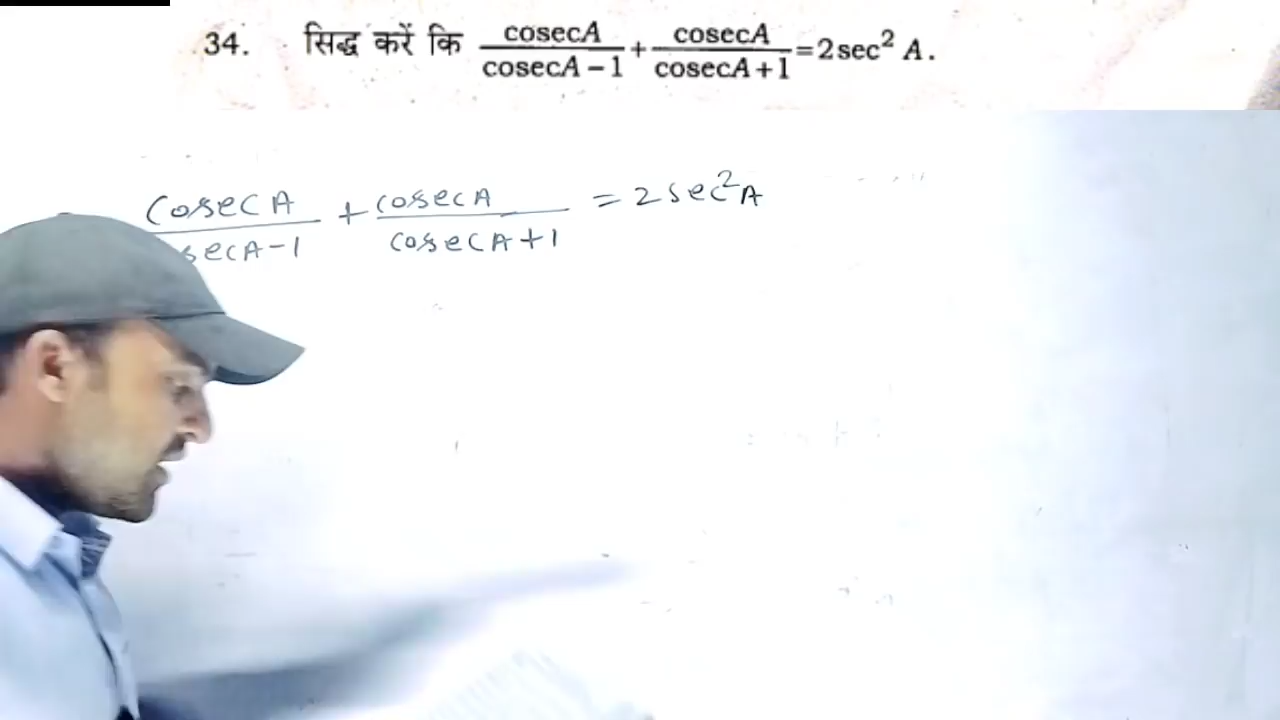 34. सिद्ध करें कि cosecA/cosecA – 1 + cosecA/cosecA + 1 = 2sec² A.
cosecA + cosecA = 2sec²A
secA-1 cosecA+1